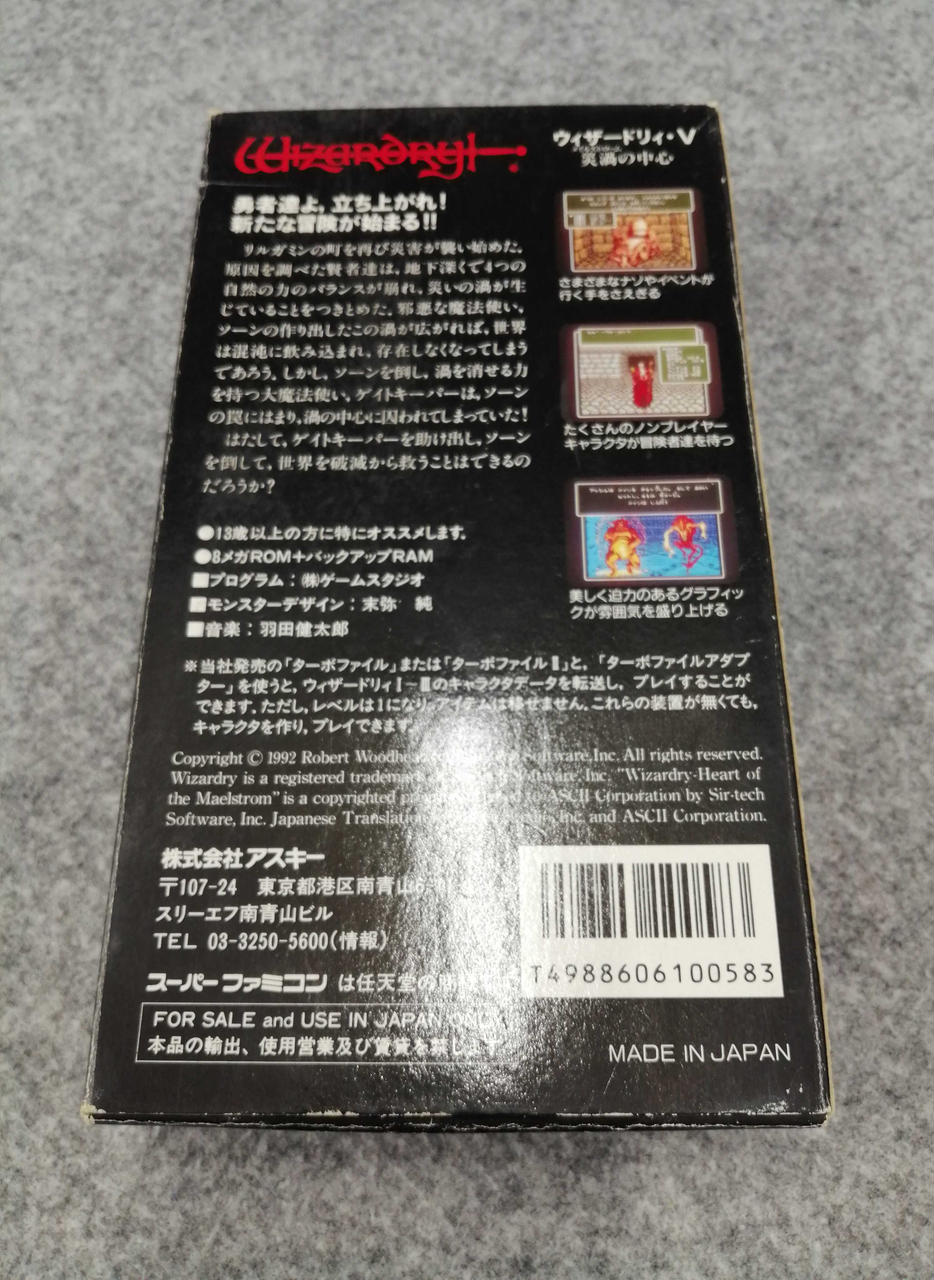 Wizardry
ウィザードリィ・V
災渦の中心
勇者達よ、立ち上がれ!
新たな冒険が始まる!!
リルガミンの町を再び災害が襲い始めた。
原因を調べた賢者達は、地下深くで4つの
自然の力のバランスが崩れ、災いの渦が生
じていることをつきとめた。邪悪な魔法使い、
ソーンの作り出したこの渦が広がれば、世界
は混沌に飲み込まれ、存在しなくなってしまう
であろう。しかし、ソーンを倒し、渦を消せる力
を持つ大魔法使い、ゲイトキーパーは、ソーン
の罠にはまり、渦の中心に囚われてしまっていた!
はたして、ゲイトキーパーを助け出し、ソーン
を倒して、世界を破滅から救うことはできるの
だろうか?
さまざまなナゾやイベントが
行く手をさえぎる
たくさんのノンプレイヤー
キャラクタが冒険者達を待つ
美しく迫力のあるグラフィッ
クが雰囲気を盛り上げる
●13歳以上の方に特にオススメします。
●8メガROM+バックアップRAM
■プログラム:㈱ゲームスタジオ
■モンスターデザイン:末弥 純
■音楽:羽田健太郎
※当社発売の「ターボファイル」または「ターボファイルⅡ」と、「ターボファイルアダプ
ター」を使うと、ウィザードリィⅠ~Ⅲのキャラクタデータを転送し、プレイすることが
できます。ただし、レベルは1になり、アイテムは移せません。これらの装置が無くても、
キャラクタを作り、プレイできます。
Copyright © 1992 Robert Software, Inc. All rights reserved.
Wizardry is a registered Software, Inc. "Wizardry-Heart of
the Maelstrom" is a copyrighted to ASCII Corporation by Sir-tech
Software, Inc. Japanese Inc. and ASCII Corporation.
株式会社アスキー
〒107-24 東京都港区南青山
スリーエフ南青山ビル
TEL 03-3250-5600(情報)
スーパーファミコン は任天堂の
T4988606100583
FOR SALE and USE IN JAPAN ONLY
本品の輸出、使用営業及び賃貸を禁じます
MADE IN JAPAN